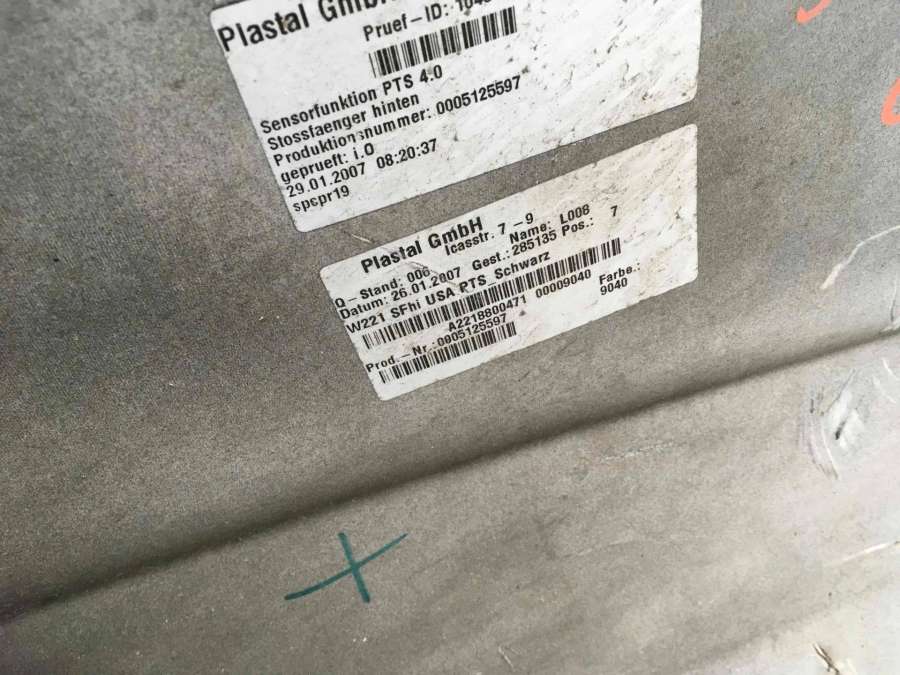 Plastal GmbH
Pruef-ID:
Sensorfunktion PTS 4.0
Stossfaenger hinten
Produktionsnummer: 0005125597
geprueft: i.O
29.01.2007 08:20:37
spcpr19
Plastal GmbH
Icasstr. 7-9
Q-Stand: 006 Name: L006
Datum: 26.01.2007 Gest.: 285135 Pos.: 7
W221 SFhi USA PTS Schwarz
A2218800471 00009040 Farbe.:
9040
Prod.-Nr.: 0005125597